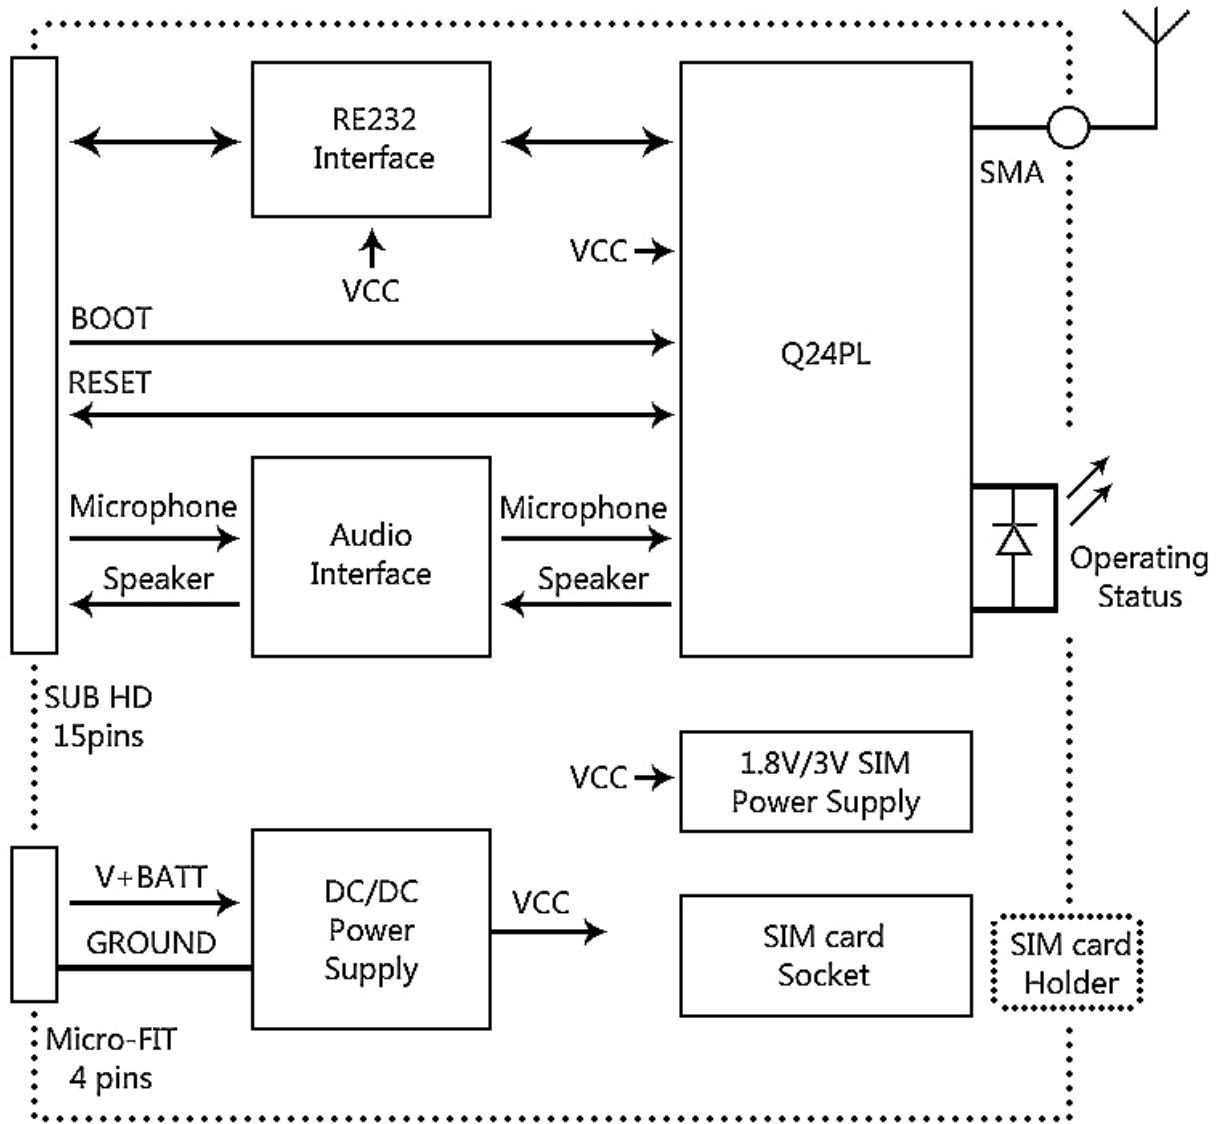 RE232
Interface
SMA
VCC
VCC
BOOT
Q24PL
RESET
Microphone
Microphone
Audio
Interface
Speaker
Speaker
Operating
Status
SUB HD
15pins
VCC
1.8V/3V SIM
Power Supply
V+BATT
DC/DC
Power
Supply
VCC
GROUND
SIM card
Socket
SIM card
Holder
Micro-FIT
4 pins